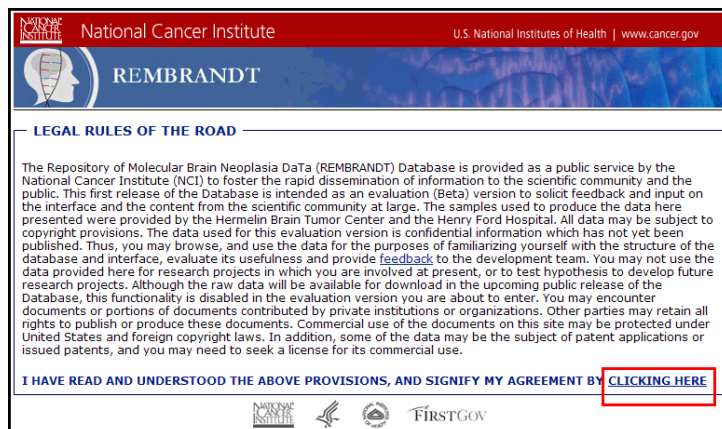 NATIONAL
CANCER
INSTITUTE
National Cancer Institute
U.S. National Institutes of Health | www.cancer.gov
REMBRANDT
LEGAL RULES OF THE ROAD
The Repository of Molecular Brain Neoplasia DaTa (REMBRANDT) Database is provided as a public service by the
National Cancer Institute (NCI) to foster the rapid dissemination of information to the scientific community and the
public. This first release of the Database is intended as an evaluation (Beta) version to solicit feedback and input on
the interface and the content from the scientific community at large. The samples used to produce the data here
presented were provided by the Hermelin Brain Tumor Center and the Henry Ford Hospital. All data may be subject to
copyright provisions. The data used for this evaluation version is confidential information which has not yet been
published. Thus, you may browse, and use the data for the purposes of familiarizing yourself with the structure of the
database and interface, evaluate its usefulness and provide feedback to the development team. You may not use the
data provided here for research projects in which you are involved at present, or to test hypothesis to develop future
research projects. Although the raw data will be available for download in the upcoming public release of the
Database, this functionality is disabled in the evaluation version you are about to enter. You may encounter
documents or portions of documents contributed by private institutions or organizations. Other parties may retain all
rights to publish or produce these documents. Commercial use of the documents on this site may be protected under
United States and foreign copyright laws. In addition, some of the data may be the subject of patent applications or
issued patents, and you may need to seek a license for its commercial use.
I HAVE READ AND UNDERSTOOD THE ABOVE PROVISIONS, AND SIGNIFY MY AGREEMENT BY CLICKING HERE
NATIONAL
CANCER
INSTITUTE
FIRSTGOV